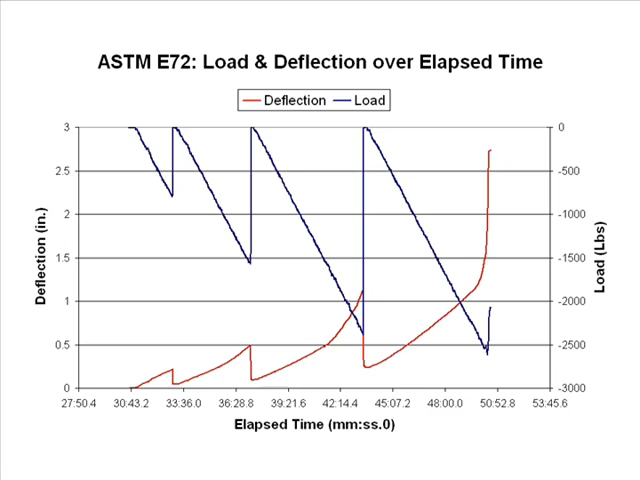 ASTM E72: Load & Deflection over Elapsed Time
Deflection Load
3 0
2.5 -500
2 -1000
1.5 -1500
1 -2000
0.5 -2500
0 -3000
Deflection (in.)
Load (Lbs)
27:50.4 30:43.2 33:36.0 36:28.8 39:21.6 42:14.4 45:07.2 48:00.0 50:52.8 53:45.6
Elapsed Time (mm:ss.0)